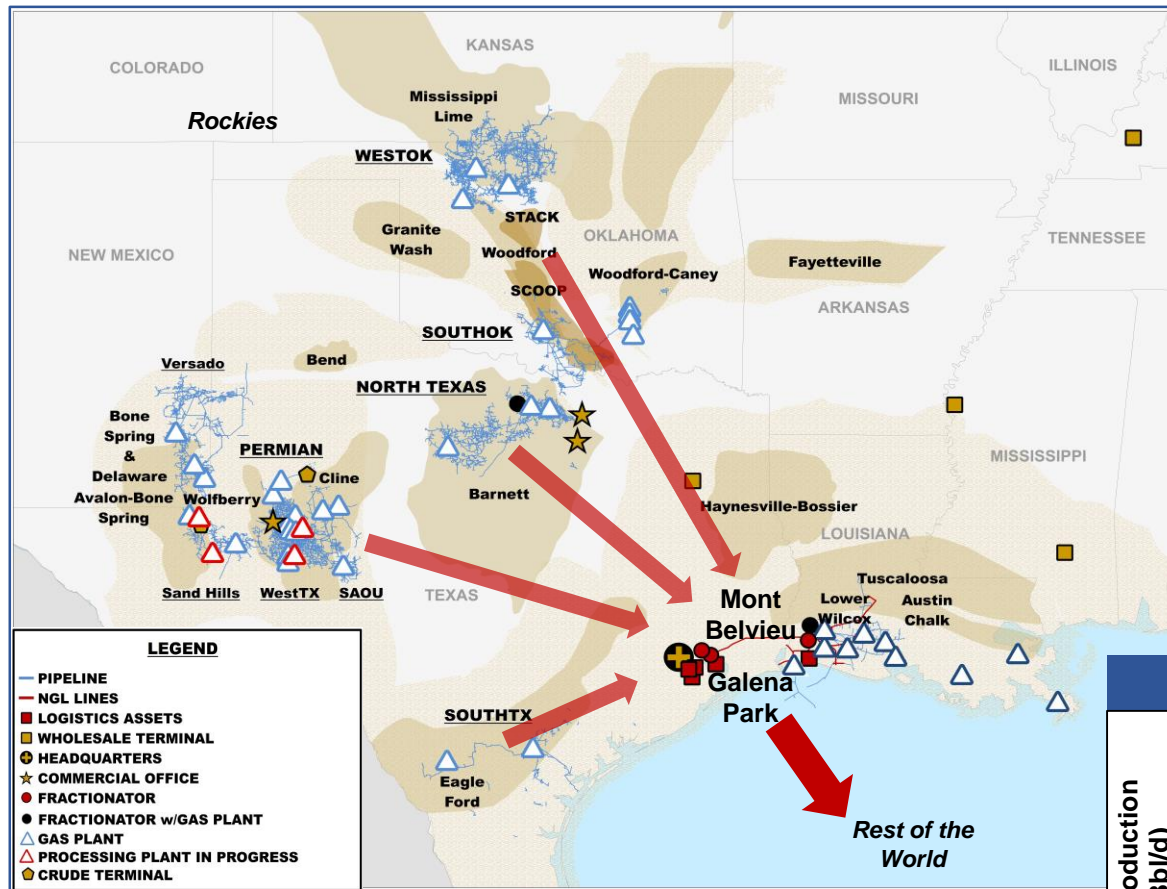 KANSAS
COLORADO
ILLINOIS
MISSOURI
Mississippi
Lime
Rockies
WESTOK
STACK
Granite
Wash
OKLAHOMA
TENNESSEE
NEW MEXICO
Woodford
Woodford-Caney
Fayetteville
SCOOP
ARKANSAS
SOUTHOK
Versado
Bend
NORTH TEXAS
Bone
Spring
&
Delaware
Avalon-Bone
Spring
PERMIAN
Cline
Wolfberry
Barnett
MISSISSIPPI
Haynesville-Bossier
LOUISIANA
Sand Hills
WestTX
SAOU
TEXAS
Tuscaloosa
Lower
Wilcox
Austin
Chalk
Mont
Belvieu
Galena
Park
SOUTHTX
Eagle
Ford
Rest of the
World
LEGEND
PIPELINE
NGL LINES
LOGISTICS ASSETS
WHOLESALE TERMINAL
HEADQUARTERS
COMMERCIAL OFFICE
FRACTIONATOR
FRACTIONATOR w/GAS PLANT
GAS PLANT
PROCESSING PLANT IN PROGRESS
CRUDE TERMINAL
oduction
bl/d)